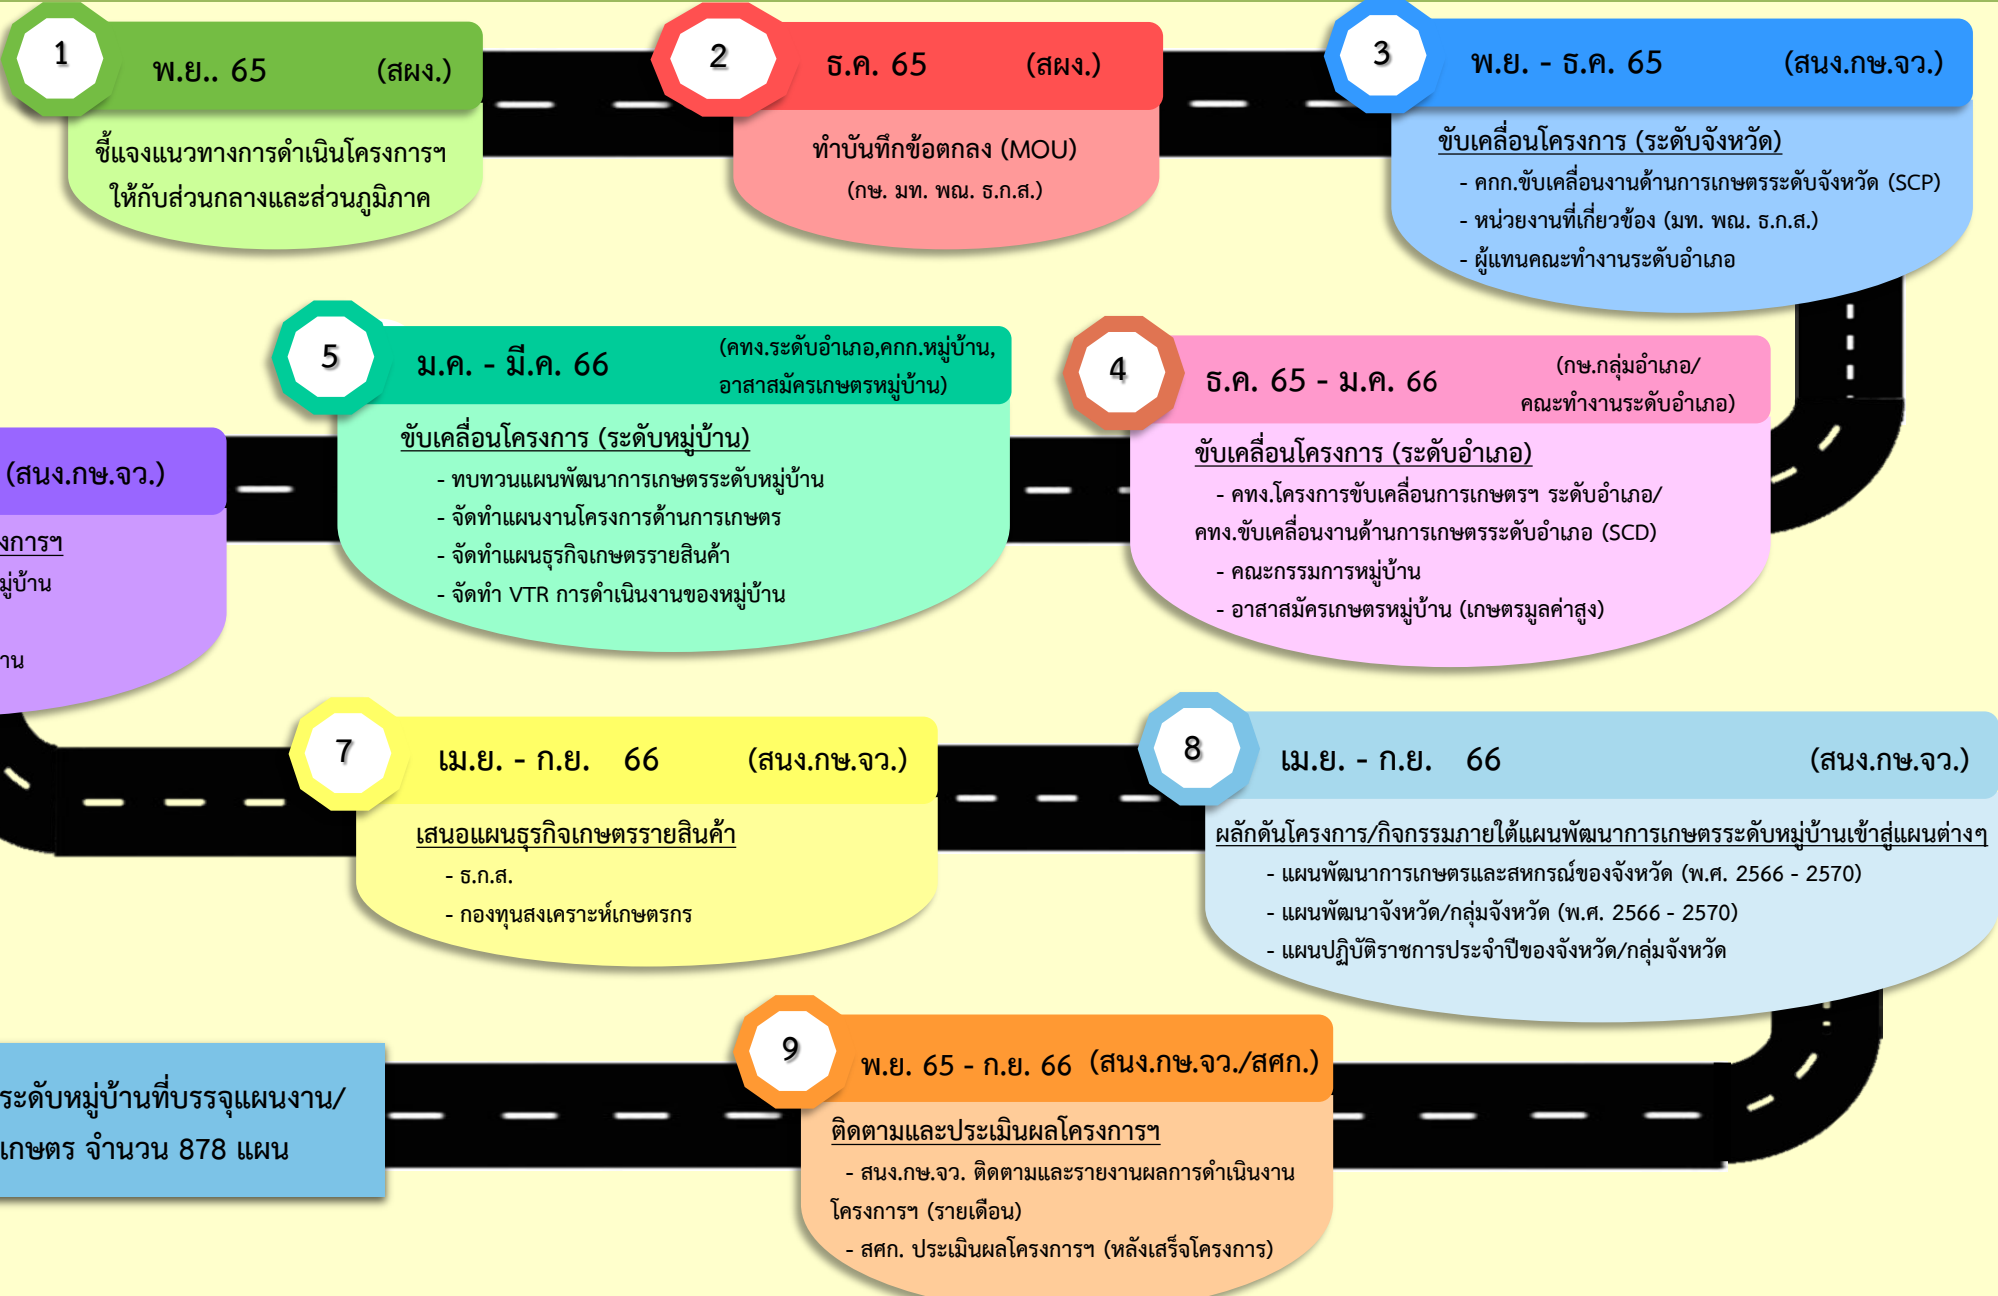 1
พ.ย.. 65 (สผง.)
ชี้แจงแนวทางการดำเนินโครงการฯ
ให้กับส่วนกลางและส่วนภูมิภาค
2
ธ.ค. 65 (สผง.)
ทำบันทึกข้อตกลง (MOU)
(กษ. มท. พณ. ธ.ก.ส.)
3
พ.ย. - ธ.ค. 65 (สนง.กษ.จว.)
ขับเคลื่อนโครงการ (ระดับจังหวัด)
- คกก.ขับเคลื่อนงานด้านการเกษตรระดับจังหวัด (SCP)
- หน่วยงานที่เกี่ยวข้อง (มท. พณ. ธ.ก.ส.)
- ผู้แทนคณะทำงานระดับอำเภอ
4
ธ.ค. 65 - ม.ค. 66
(กษ.กลุ่มอำเภอ/
คณะทำงานระดับอำเภอ)
ขับเคลื่อนโครงการ (ระดับอำเภอ)
- คทง.โครงการขับเคลื่อนการเกษตรฯ ระดับอำเภอ/
คทง.ขับเคลื่อนงานด้านการเกษตรระดับอำเภอ (SCD)
- คณะกรรมการหมู่บ้าน
- อาสาสมัครเกษตรหมู่บ้าน (เกษตรมูลค่าสูง)
5
ม.ค. - มี.ค. 66
(คทง.ระดับอำเภอ,คกก.หมู่บ้าน,
อาสาสมัครเกษตรหมู่บ้าน)
ขับเคลื่อนโครงการ (ระดับหมู่บ้าน)
- ทบทวนแผนพัฒนาการเกษตรระดับหมู่บ้าน
- จัดทำแผนงานโครงการด้านการเกษตร
- จัดทำแผนธุรกิจเกษตรรายสินค้า
- จัดทำ VTR การดำเนินงานของหมู่บ้าน
(สนง.กษ.จว.)
งการฯ
มู่บ้าน
าน
7
เม.ย. - ก.ย. 66 (สนง.กษ.จว.)
เสนอแผนธุรกิจเกษตรรายสินค้า
- ธ.ก.ส.
- กองทุนสงเคราะห์เกษตรกร
8
เม.ย. - ก.ย. 66 (สนง.กษ.จว.)
ผลักดันโครงการ/กิจกรรมภายใต้แผนพัฒนาการเกษตรระดับหมู่บ้านเข้าสู่แผนต่างๆ
- แผนพัฒนาการเกษตรและสหกรณ์ของจังหวัด (พ.ศ. 2566 - 2570)
- แผนพัฒนาจังหวัด/กลุ่มจังหวัด (พ.ศ. 2566 - 2570)
- แผนปฏิบัติราชการประจำปีของจังหวัด/กลุ่มจังหวัด
9
พ.ย. 65 - ก.ย. 66 (สนง.กษ.จว./สศก.)
ติดตามและประเมินผลโครงการฯ
- สนง.กษ.จว. ติดตามและรายงานผลการดำเนินงาน
โครงการฯ (รายเดือน)
- สศก. ประเมินผลโครงการฯ (หลังเสร็จโครงการ)
ระดับหมู่บ้านที่บรรจุแผนงาน/
เกษตร จำนวน 878 แผน